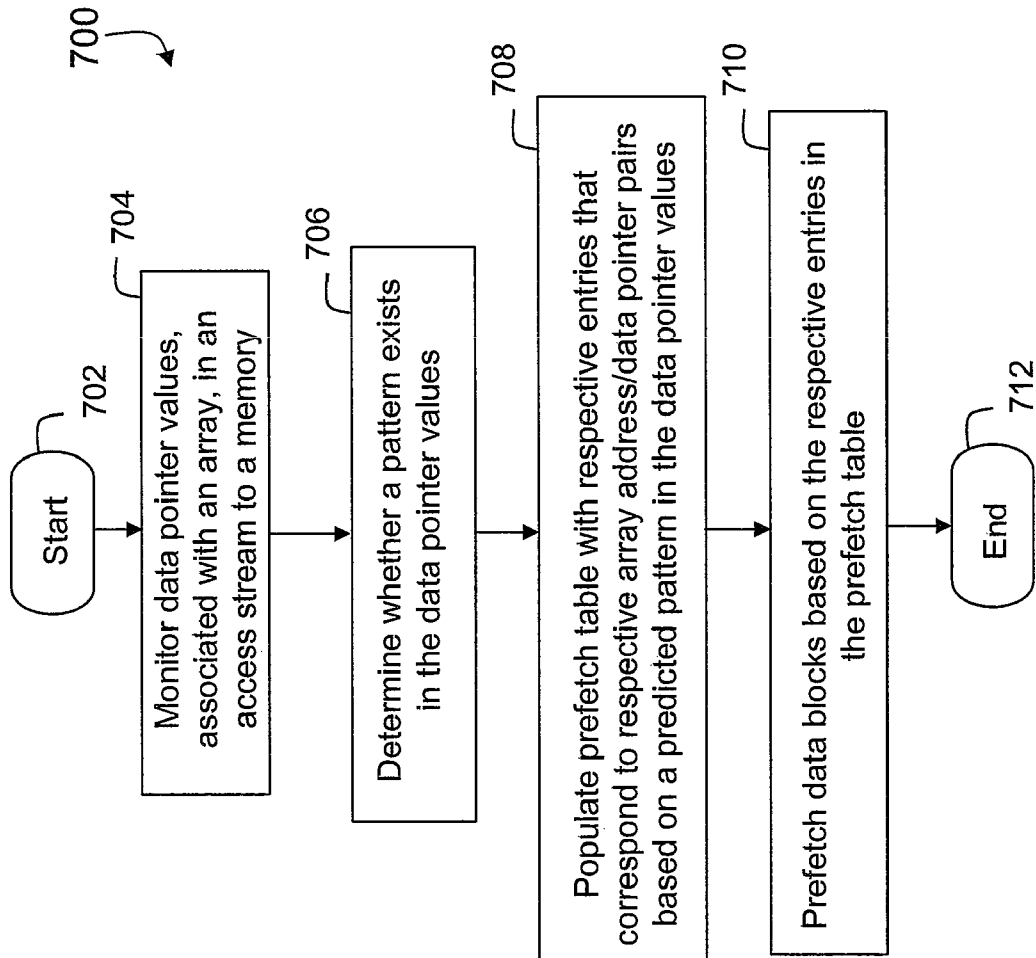 700
Start
702
Monitor data pointer values,
associated with an array, in an
access stream to a memory
704
Determine whether a pattern exists
in the data pointer values
706
Populate prefetch table with respective entries that
correspond to respective array address/data pointer pairs
based on a predicted pattern in the data pointer values
708
Prefetch data blocks based on the respective entries in
the prefetch table
710
End
712